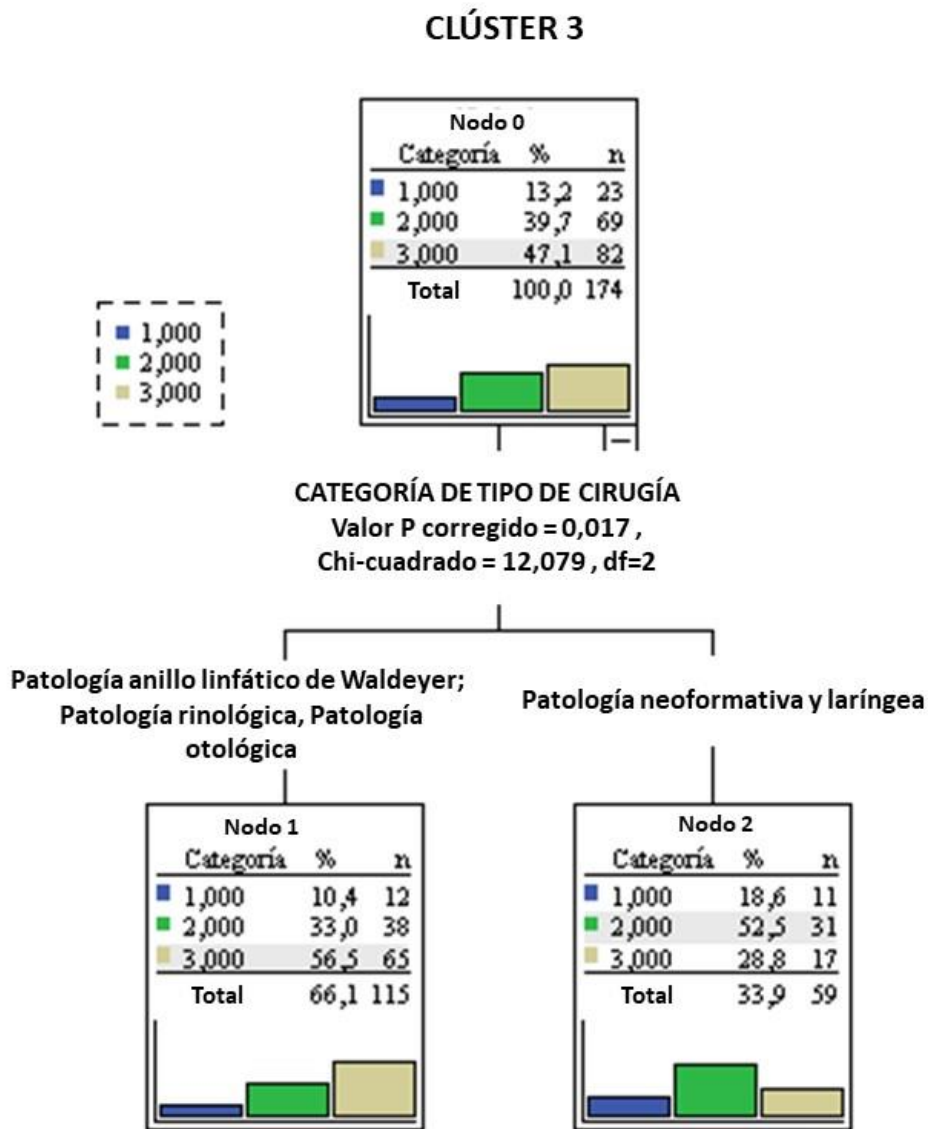 CLÚSTER 3
Nodo 0
Categoría % n
1,000 13,2 23
2,000 39,7 69
3,000 47,1 82
Total 100,0 174
1,000
2,000
3,000
CATEGORÍA DE TIPO DE CIRUGÍA
Valor P corregido = 0,017 ,
Chi-cuadrado = 12,079 , df=2
Patología anillo linfático de Waldeyer;
Patología rinológica, Patología
otológica
Patología neoformativa y laríngea
Nodo 1
Categoría % n
1,000 10,4 12
2,000 33,0 38
3,000 56,5 65
Total 66,1 115
Nodo 2
Categoría % n
1,000 18,6 11
2,000 52,5 31
3,000 28,8 17
Total 33,9 59